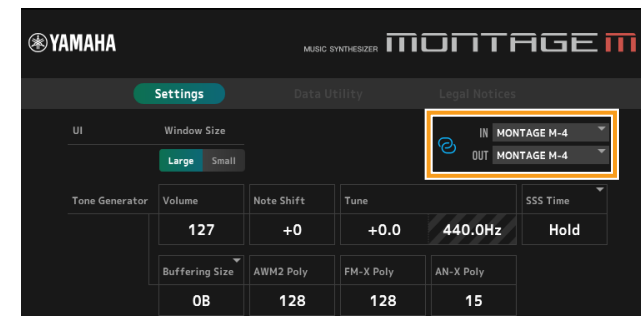 YAMAHA MUSIC SYNTHESIZER MONTAGE M
Settings Data Utility Legal Notices
UI Window Size IN MONTAGE M-4
Large Small OUT MONTAGE M-4
Tone Generator Volume Note Shift Tune SSS Time
127 +0 +0.0 440.0Hz Hold
Buffering Size AWM2 Poly FM-X Poly AN-X Poly
0B 128 128 15